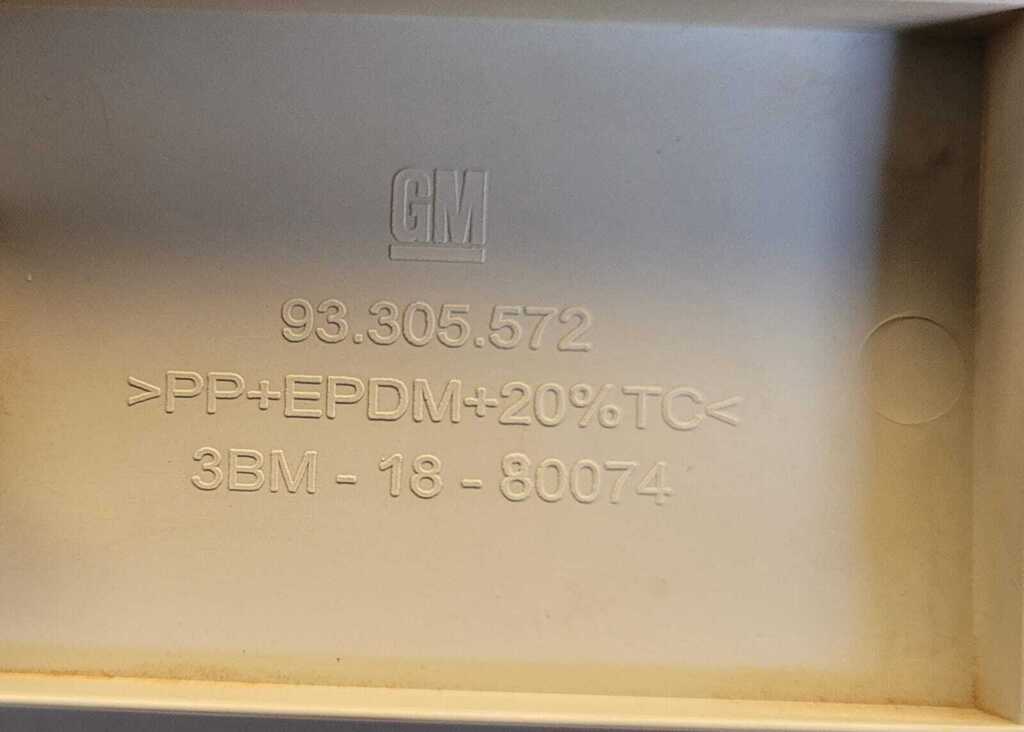 GM
93.305.572
>PP+EPDM+20%TC<
3BM - 18 - 80074